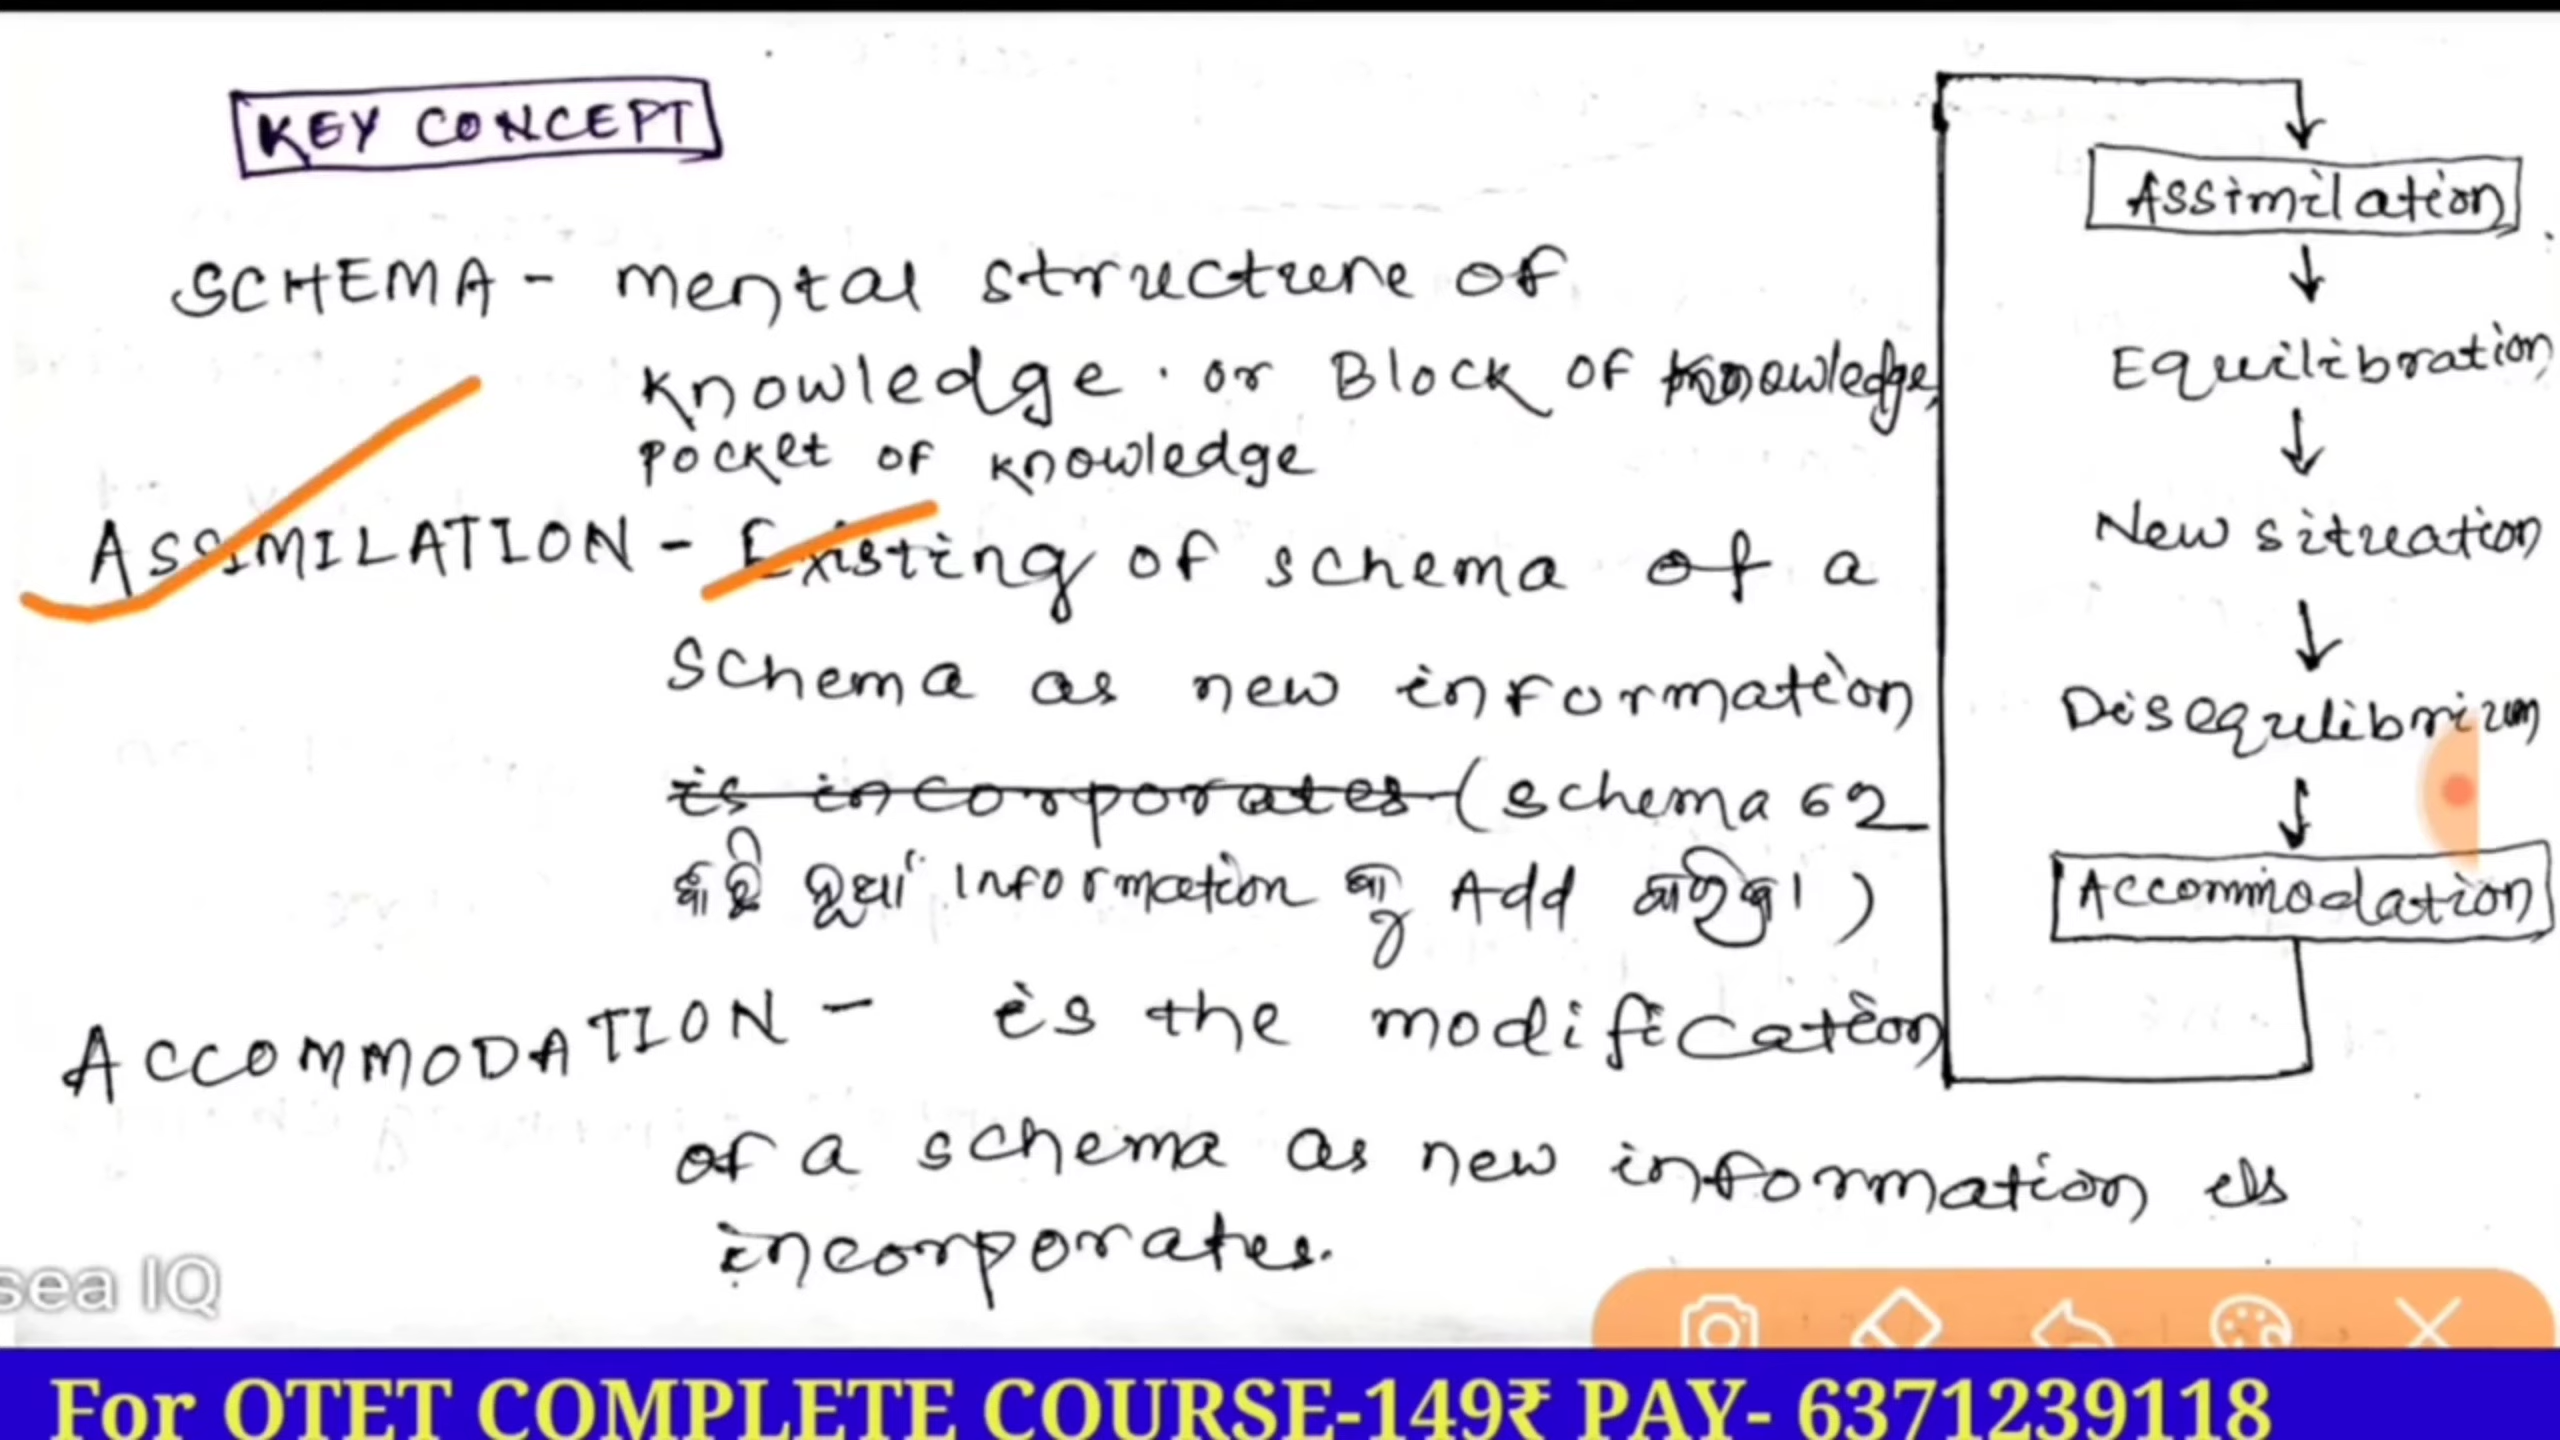 KEY CONCEPT
SCHEMA - mental structure of
knowledge. or Block of knowledge,
pocket of knowledge
ASSIMILATION - Existing of schema of a
schema as new information
is incorporates (schema ରେ
ନୂଆ information କୁ Add
ACCOMMODATION - is the modification
of a schema as new information is
incorporates.
Assimilation
Equilibration
New situation
Disequlibrium
Accommodation
sea IQ
For OTET COMPLETE COURSE-149₹ PAY- 6371239118